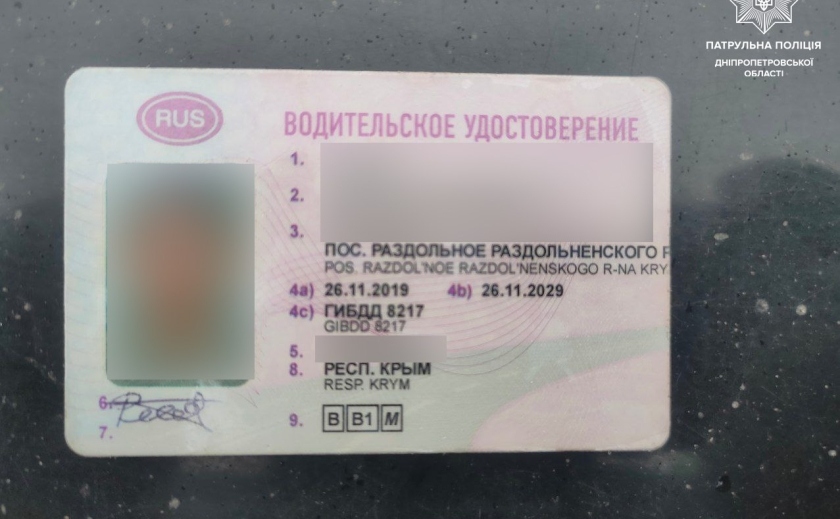 ПАТРУЛЬНА ПОЛІЦІЯ
ДНІПРОПЕТРОВСЬКОЇ
ОБЛАСТІ
RUS
ВОДИТЕЛЬСКОЕ УДОСТОВЕРЕНИЕ
1.
2.
3.
ПОС. РАЗДОЛЬНОЕ РАЗДОЛЬНЕНСКОГО Р
POS. RAZDOL'NOE RAZDOL'NENSKOGO R-NA KRY
4a) 26.11.2019 4b) 26.11.2029
4c) ГИБДД 8217
GIBDD 8217
5.
8. РЕСП. КРЫМ
RESP. KRYM
6.
7.
9. B B1 M